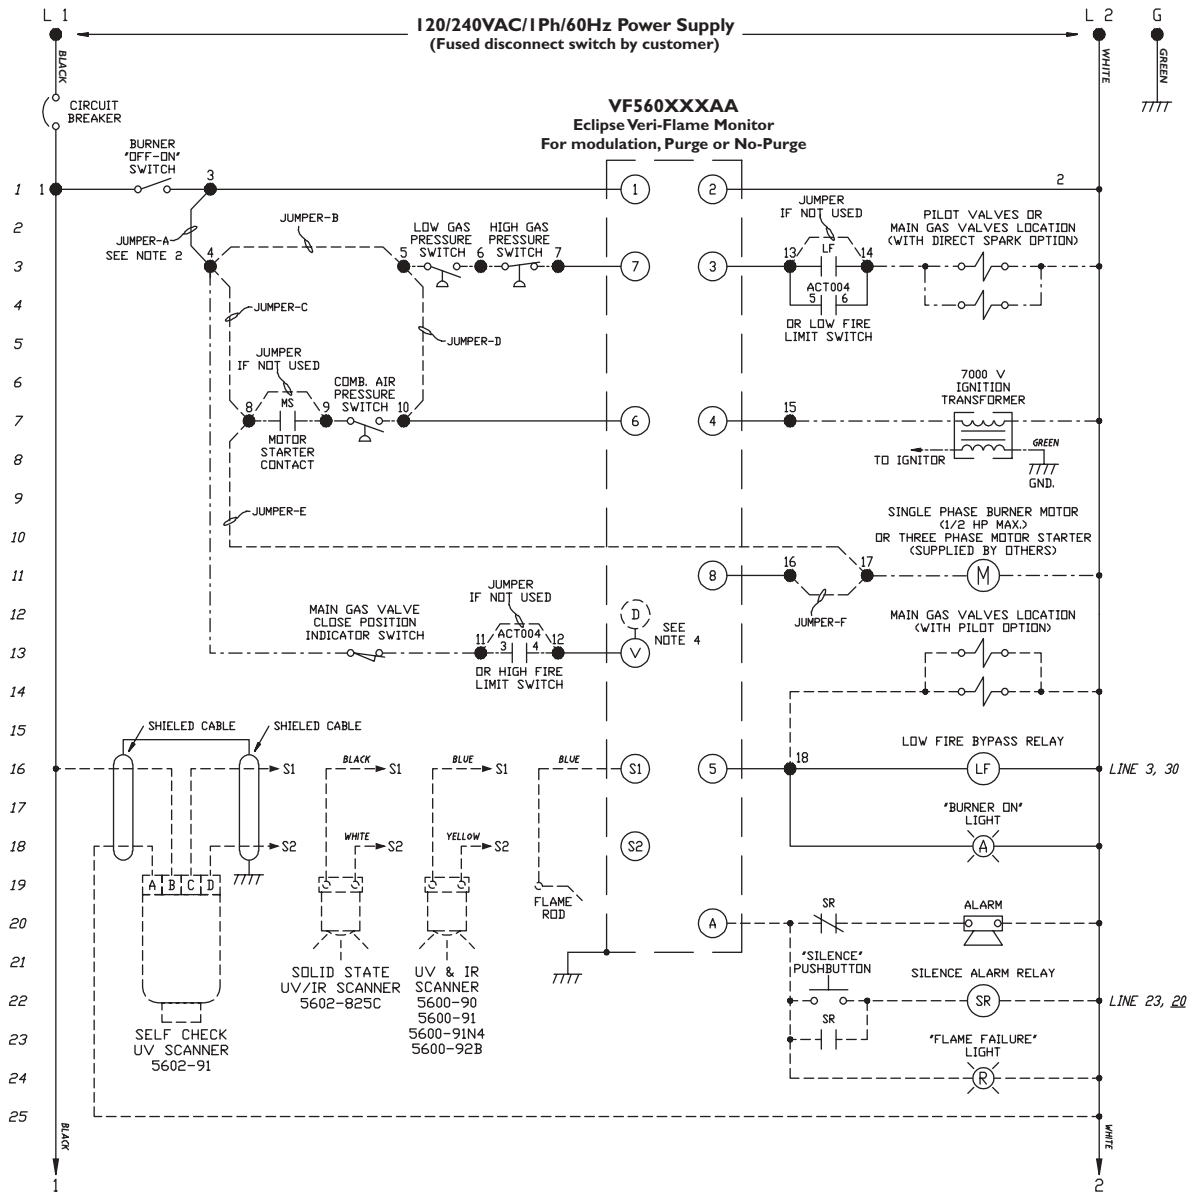 L 1
120/240VAC/1Ph/60Hz Power Supply
(Fused disconnect switch by customer)
L 2
G
BLACK
WHITE
GREEN
CIRCUIT
BREAKER
VF560XXXAA
Eclipse Veri-Flame Monitor
For modulation, Purge or No-Purge
BURNER
"OFF-ON"
SWITCH
1
1
3
1
2
2
2
JUMPER-A
SEE NOTE 2
JUMPER-B
LOW GAS
PRESSURE
SWITCH
HIGH GAS
PRESSURE
SWITCH
JUMPER
IF NOT USED
PILOT VALVES OR
MAIN GAS VALVES LOCATION
(WITH DIRECT SPARK OPTION)
3
4
5
6
7
7
3
13
LF
14
4
JUMPER-C
ACT004
5
6
OR LOW FIRE
LIMIT SWITCH
5
JUMPER-D
6
JUMPER
IF NOT USED
COMB. AIR
PRESSURE
SWITCH
7000 V
IGNITION
TRANSFORMER
7
8
MS
9
10
6
4
15
MOTOR
STARTER
CONTACT
8
TO IGNITOR
GREEN
GND.
9
JUMPER-E
SINGLE PHASE BURNER MOTOR
(1/2 HP MAX.)
OR THREE PHASE MOTOR STARTER
(SUPPLIED BY OTHERS)
10
11
8
16
17
M
12
MAIN GAS VALVE
CLOSE POSITION
INDICATOR SWITCH
JUMPER
IF NOT USED
D
SEE
NOTE 4
JUMPER-F
MAIN GAS VALVES LOCATION
(WITH PILOT OPTION)
13
11
ACT004
3
4
12
V
OR HIGH FIRE
LIMIT SWITCH
14
15
SHIELED CABLE
SHIELED CABLE
LOW FIRE BYPASS RELAY
16
S1
BLACK
S1
BLUE
S1
BLUE
S1
5
18
LF
LINE 3, 30
17
"BURNER ON"
LIGHT
18
S2
WHITE
S2
YELLOW
S2
S2
A
19
A
B
C
D
FLAME
ROD
20
A
SR
ALARM
21
SOLID STATE
UV/IR SCANNER
5602-825C
UV & IR
SCANNER
5600-90
5600-91
5600-91N4
5600-92B
"SILENCE"
PUSHBUTTON
SILENCE ALARM RELAY
22
SR
LINE 23, 20
23
SELF CHECK
UV SCANNER
5602-91
SR
"FLAME FAILURE"
LIGHT
24
R
25
BLACK
WHITE
1
2